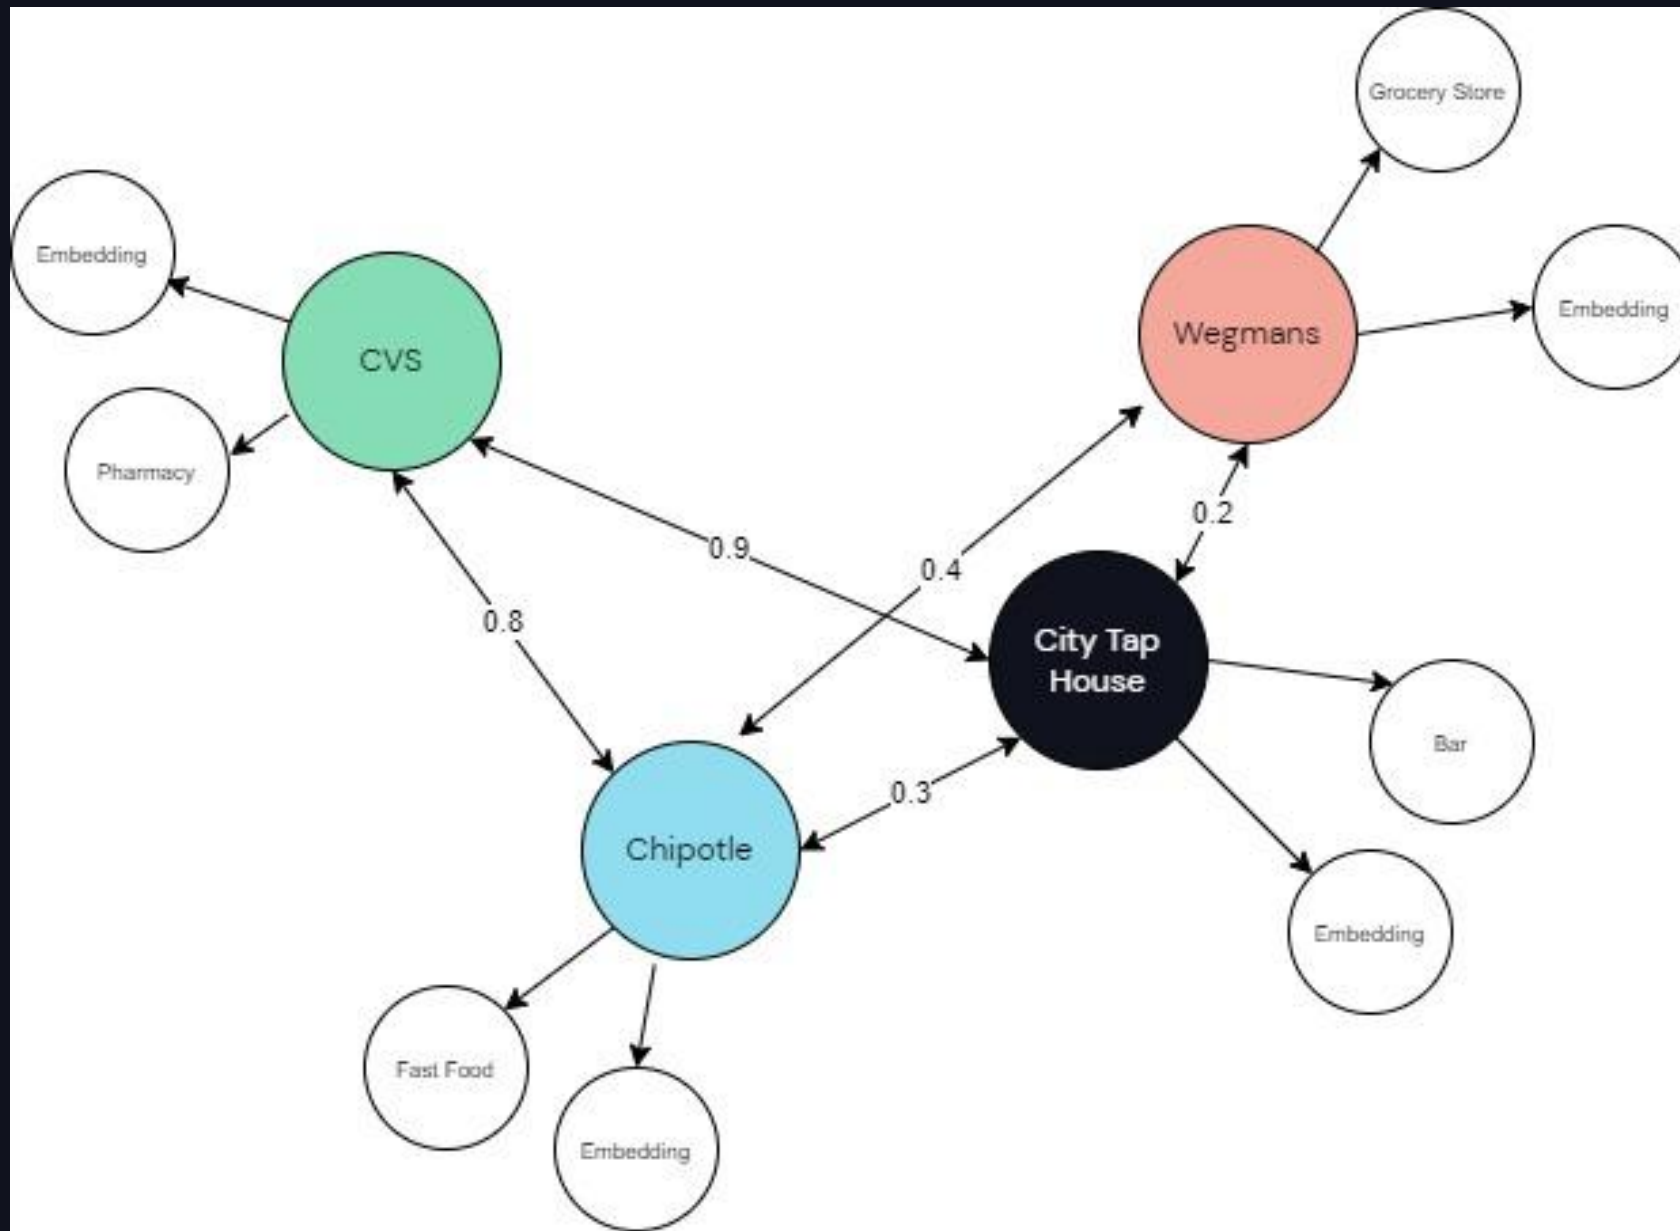 Grocery Store
Embedding
Embedding
Wegmans
CVS
Pharmacy
0.2
0.9
0.4
0.8
City Tap
House
Bar
0.3
Chipotle
Embedding
Fast Food
Embedding